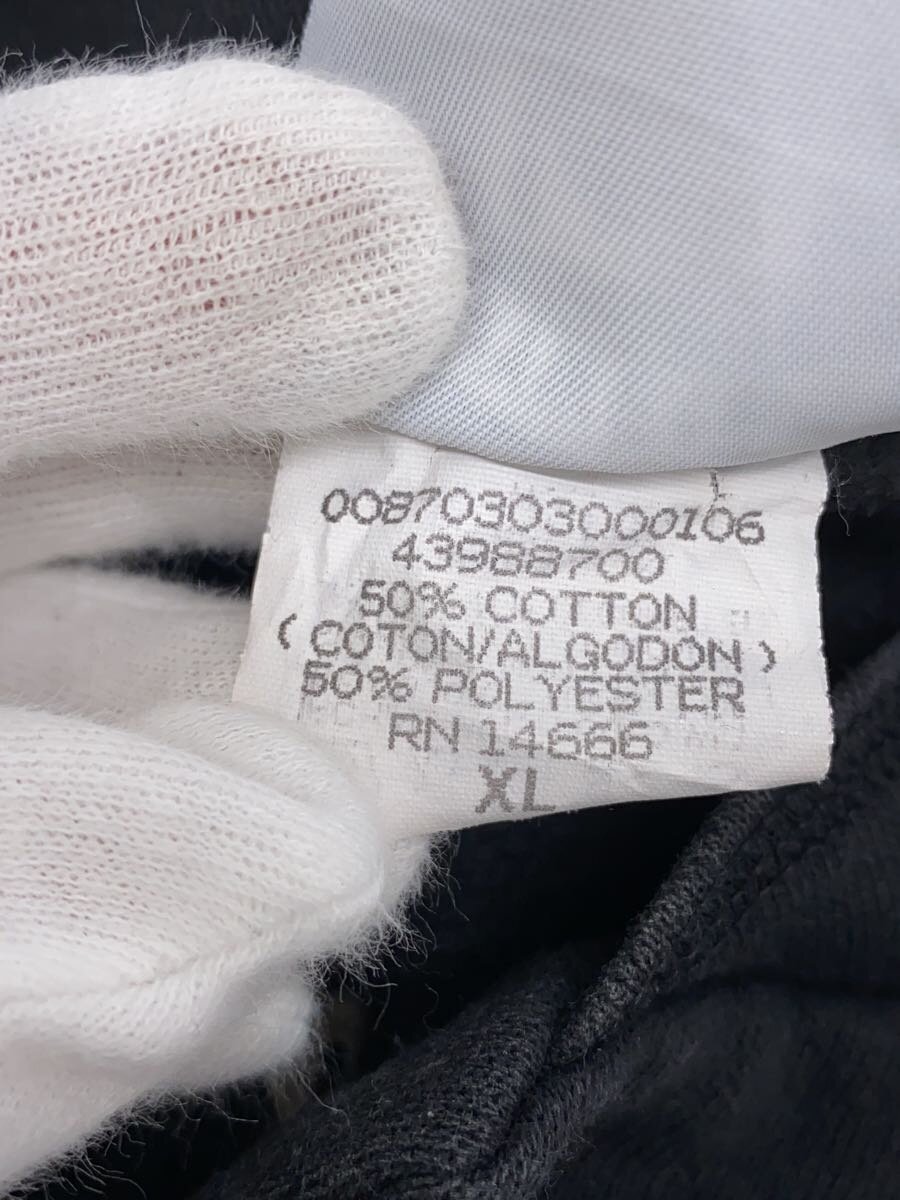 00870303000106
43988700
50% COTTON
(COTON/ALGODON)
50% POLYESTER
RN 14666
XL